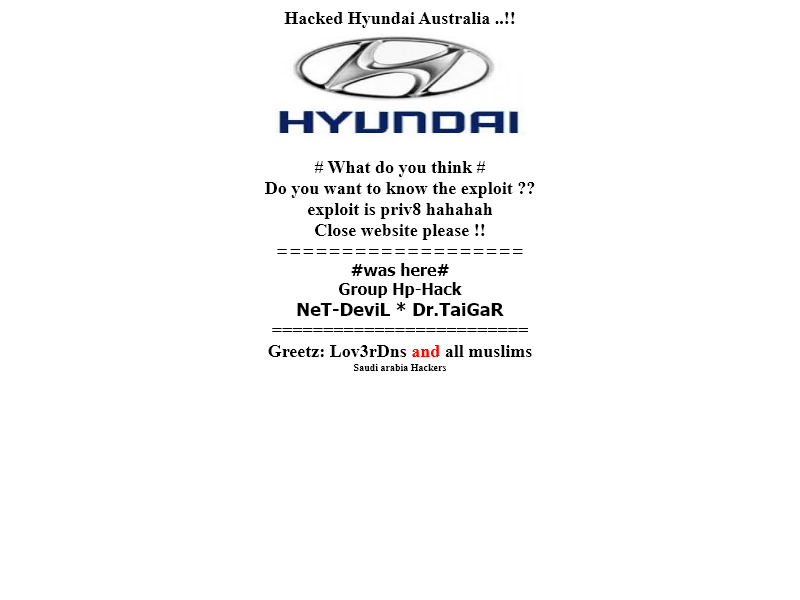 Hacked Hyundai Australia ..!!
HYUNDAI
# What do you think #
Do you want to know the exploit ??
exploit is priv8 hahahah
Close website please !!
===================
#was here#
Group Hp-Hack
NeT-DeviL * Dr.TaiGaR
=========================
Greetz: Lov3rDns and all muslims
Saudi arabia Hackers